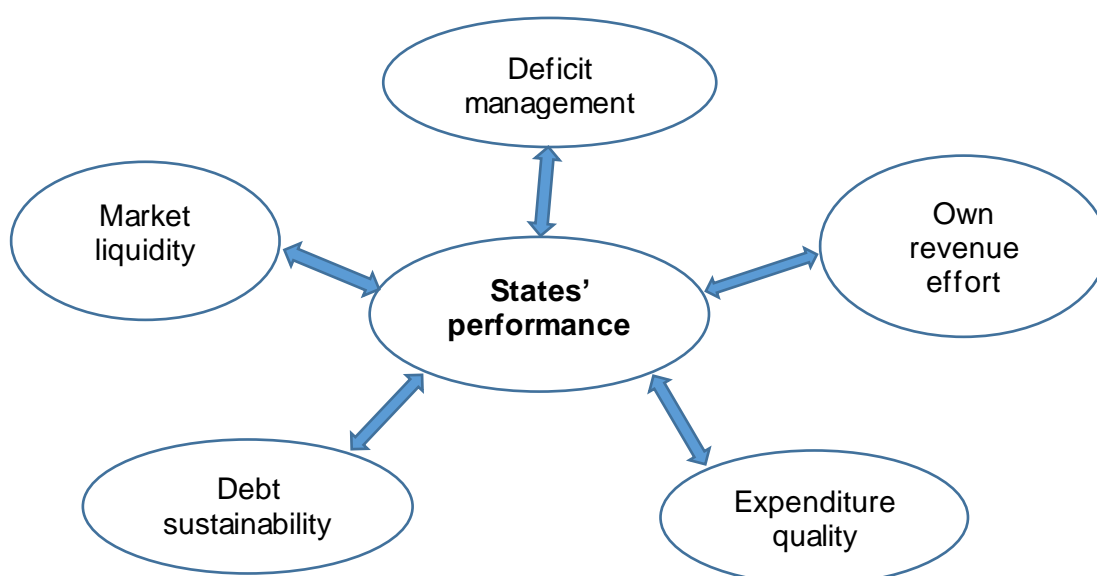 Deficit
management
Market
liquidity
Own
revenue
effort
States’
performance
Debt
sustainability
Expenditure
quality